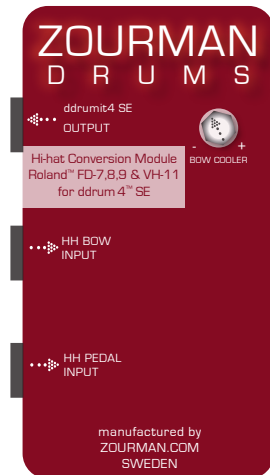 ZOURMAN
DRUMS
ddrumit4 SE
OUTPUT
- +
BOW COOLER
Hi-hat Conversion Module
Roland™ FD-7,8,9 & VH-11
for ddrum 4™ SE
HH BOW
INPUT
HH PEDAL
INPUT
manufactured by
ZOURMAN.COM
SWEDEN